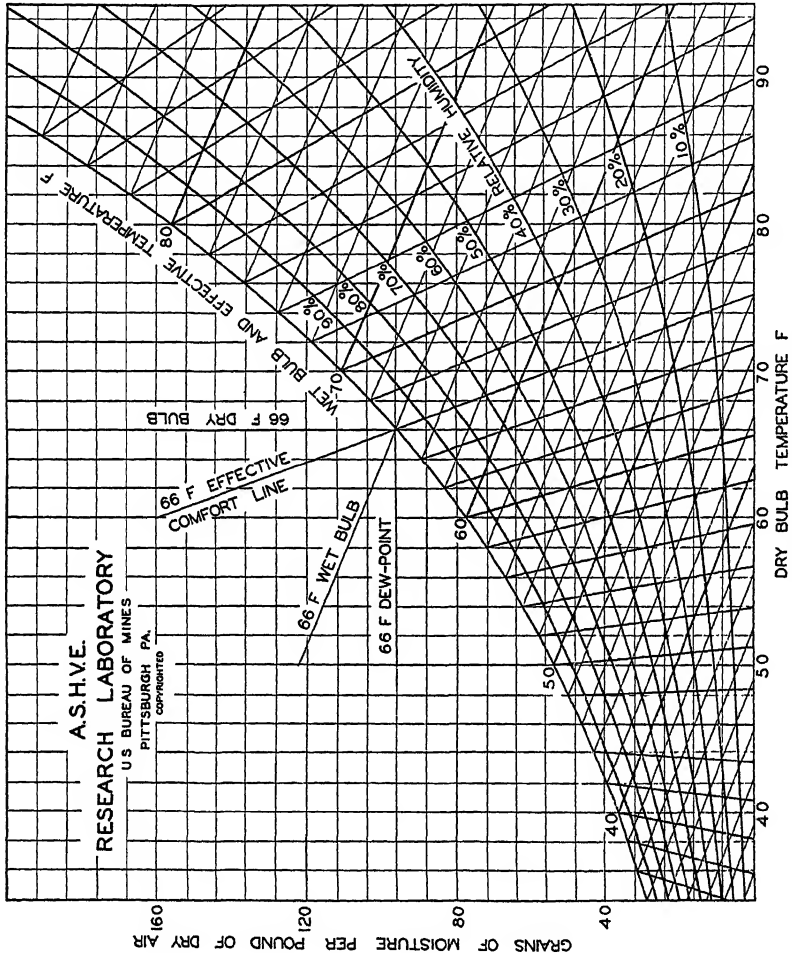 A.S.H.V.E.
RESEARCH LABORATORY
U S BUREAU OF MINES
PITTSBURGH PA.
COPYRIGHTED
66 F EFFECTIVE
COMFORT LINE
66 F DRY BULB
66 F WET BULB
66 F DEW-POINT
WET BULB AND EFFECTIVE TEMPERATURE F
40
50
60
70
80
90%
80%
70%
60%
50%
40% RELATIVE HUMIDITY
30%
20%
10%
GRAINS OF MOISTURE PER POUND OF DRY AIR
160
120
80
40
40
50
60
70
80
90
DRY BULB TEMPERATURE F